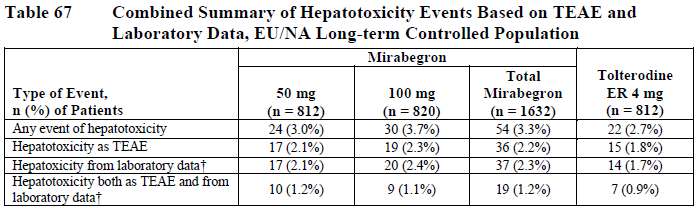 Table 67 Combined Summary of Hepatotoxicity Events Based on TEAE and
Laboratory Data, EU/NA Long-term Controlled Population
Type of Event,
n (%) of Patients
Mirabegron
50 mg
(n = 812)
100 mg
(n = 820)
Total
Mirabegron
(n = 1632)
Tolterodine
ER 4 mg
(n = 812)
Any event of hepatotoxicity 24 (3.0%) 30 (3.7%) 54 (3.3%) 22 (2.7%)
Hepatotoxicity as TEAE 17 (2.1%) 19 (2.3%) 36 (2.2%) 15 (1.8%)
Hepatoxicity from laboratory data† 17 (2.1%) 20 (2.4%) 37 (2.3%) 14 (1.7%)
Hepatotoxicity both as TEAE and from
laboratory data† 10 (1.2%) 9 (1.1%) 19 (1.2%) 7 (0.9%)